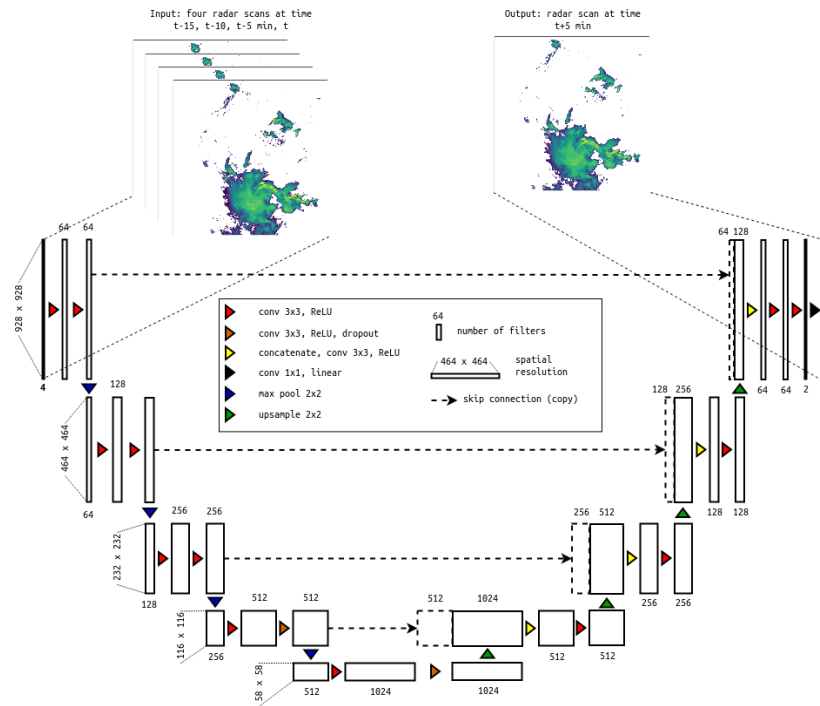 Input: four radar scans at time
t-15, t-10, t-5 min, t
Output: radar scan at time
t+5 min
64
64
64 128
928 x 928
4
64
64
2
conv 3x3, ReLU
conv 3x3, ReLU, dropout
concatenate, conv 3x3, ReLU
conv 1x1, linear
max pool 2x2
upsample 2x2
64
number of filters
464 x 464
spatial
resolution
skip connection (copy)
128
128 256
464 x 464
64
128
128
256
256
256 512
232 x 232
128
256
256
512
512
512
1024
116 x 116
256
512
512
58 x 58
512
1024
1024